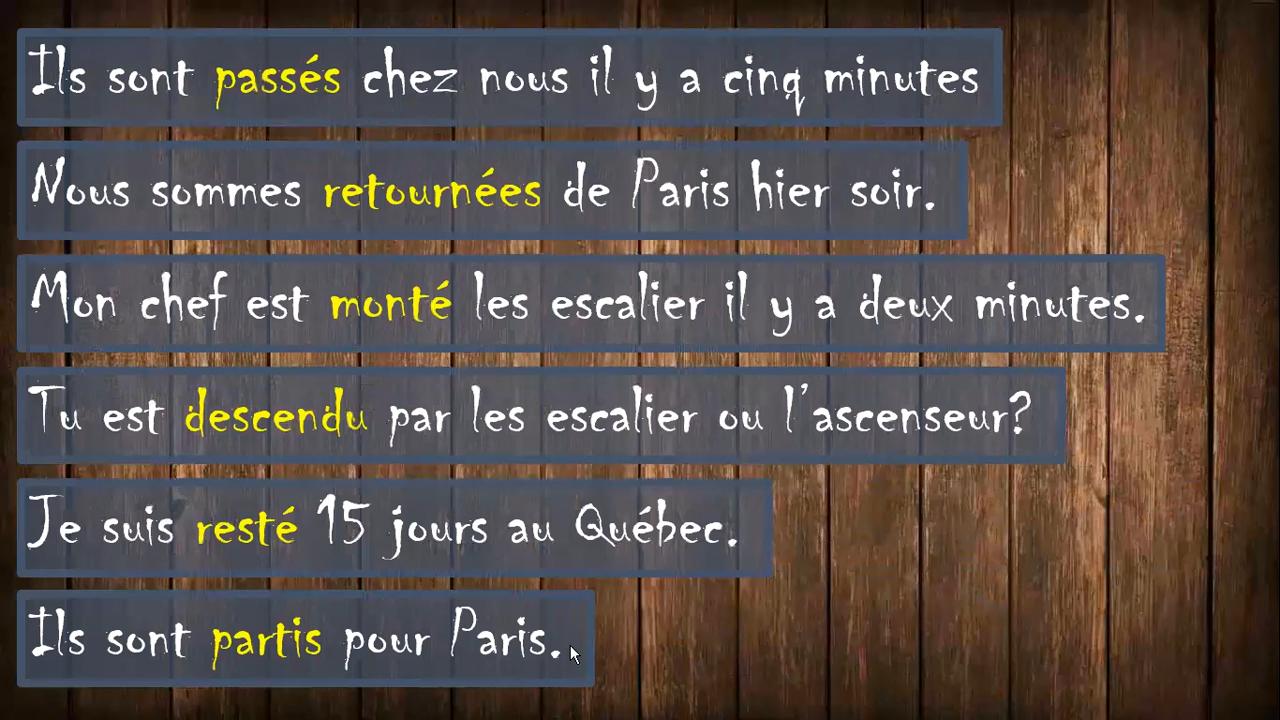 Ils sont passés chez nous il y a cinq minutes
Nous sommes retournées de Paris hier soir.
Mon chef est monté les escalier il y a deux minutes.
Tu est descendu par les escalier ou l'ascenseur?
Je suis resté 15 jours au Québec.
Ils sont partis pour Paris.